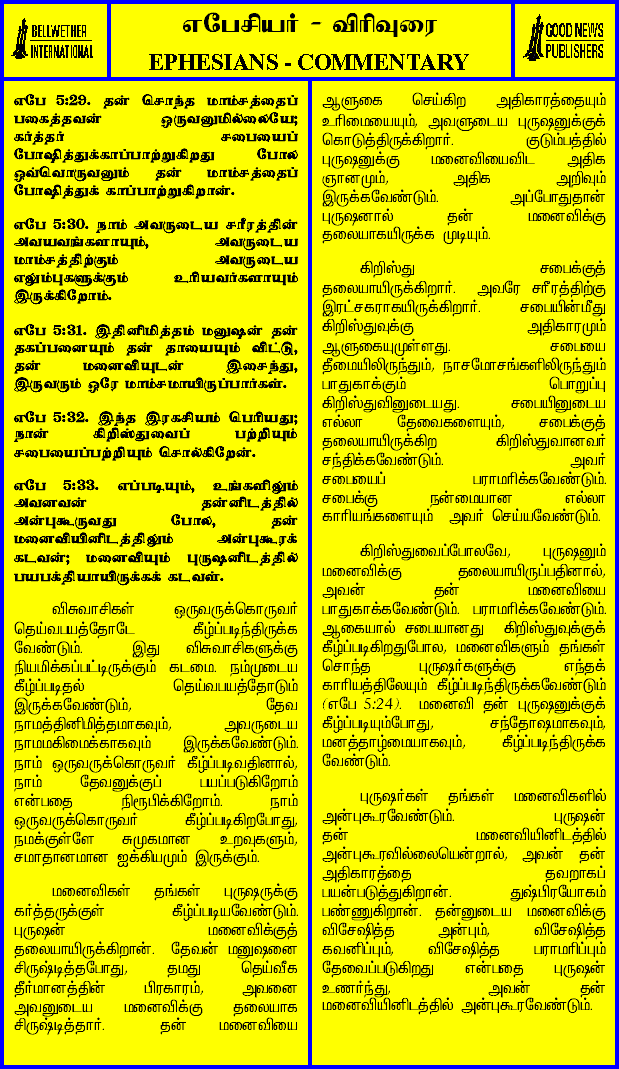 BELLWETHER
INTERNATIONAL
எபேசியர் - விரிவுரை
EPHESIANS - COMMENTARY
GOOD NEWS
PUBLISHERS
எபே 5:29. தன் சொந்த மாம்சத்தைப்
பகைத்தவன் ஒருவனுமில்லையே;
கர்த்தர் சபையைப்
போஷித்துக்காப்பாற்றுகிறது போல
ஒவ்வொருவனும் தன் மாம்சத்தைப்
போஷித்துக் காப்பாற்றுகிறான்.
எபே 5:30. நாம் அவருடைய சரீரத்தின்
அவயவங்களாயும், அவருடைய
மாம்சத்திற்கும் அவருடைய
எலும்புகளுக்கும் உரியவர்களாயும்
இருக்கிறோம்.
எபே 5:31. இதினிமித்தம் மனுஷன் தன்
தகப்பனையும் தன் தாயையும் விட்டு,
தன் மனைவியுடன் இசைந்து,
இருவரும் ஒரே மாம்சமாயிருப்பார்கள்.
எபே 5:32. இந்த இரகசியம் பெரியது;
நான் கிறிஸ்துவைப் பற்றியும்
சபையைப்பற்றியும் சொல்கிறேன்.
எபே 5:33. எப்படியும், உங்களிலும்
அவனவன் தன்னிடத்தில்
அன்புகூருவது போல, தன்
மனைவியினிடத்திலும் அன்புகூரக்
கடவன்; மனைவியும் புருஷனிடத்தில்
பயபக்தியாயிருக்கக் கடவள்.
விசுவாசிகள் ஒருவருக்கொருவர்
தெய்வபயத்தோடே கீழ்ப்படிந்திருக்க
வேண்டும். இது விசுவாசிகளுக்கு
நியமிக்கப்பட்டிருக்கும் கடமை. நம்முடைய
கீழ்ப்படிதல் தெய்வபயத்தோடும்
இருக்கவேண்டும், தேவ
நாமத்தினிமித்தமாகவும், அவருடைய
நாமமகிமைக்காகவும் இருக்கவேண்டும்.
நாம் ஒருவருக்கொருவர் கீழ்ப்படிவதினால்,
நாம் தேவனுக்குப் பயப்படுகிறோம்
என்பதை நிரூபிக்கிறோம். நாம்
ஒருவருக்கொருவர் கீழ்ப்படிகிறபோது,
நமக்குள்ளே சுமுகமான உறவுகளும்,
சமாதானமான ஐக்கியமும் இருக்கும்.
மனைவிகள் தங்கள் புருஷருக்கு
கர்த்தருக்குள் கீழ்ப்படியவேண்டும்.
புருஷன் மனைவிக்குத்
தலையாயிருக்கிறான். தேவன் மனுஷனை
சிருஷ்டித்தபோது, தமது தெய்வீக
தீர்மானத்தின் பிரகாரம், அவனை
அவனுடைய மனைவிக்கு தலையாக
சிருஷ்டித்தார். தன் மனைவியை
ஆளுகை செய்கிற அதிகாரத்தையும்
உரிமையையும், அவளுடைய புருஷனுக்குக்
கொடுத்திருக்கிறார். குடும்பத்தில்
புருஷனுக்கு மனைவியைவிட அதிக
ஞானமும், அதிக அறிவும்
இருக்கவேண்டும். அப்போதுதான்
புருஷனால் தன் மனைவிக்கு
தலையாகயிருக்க முடியும்.
கிறிஸ்து சபைக்குத்
தலையாயிருக்கிறார். அவரே சரீரத்திற்கு
இரட்சகராகயிருக்கிறார். சபையின்மீது
கிறிஸ்துவுக்கு அதிகாரமும்
ஆளுகையுமுள்ளது. சபையை
தீமையிலிருந்தும், நாசமோசங்களிலிருந்தும்
பாதுகாக்கும் பொறுப்பு
கிறிஸ்துவினுடையது. சபையினுடைய
எல்லா தேவைகளையும், சபைக்குத்
தலையாயிருக்கிற கிறிஸ்துவானவர்
சந்திக்கவேண்டும். அவர்
சபையைப் பராமரிக்கவேண்டும்.
சபைக்கு நன்மையான எல்லா
காரியங்களையும் அவர் செய்யவேண்டும்.
கிறிஸ்துவைப்போலவே, புருஷனும்
மனைவிக்கு தலையாயிருப்பதினால்,
அவன் தன் மனைவியை
பாதுகாக்கவேண்டும். பராமரிக்கவேண்டும்.
ஆகையால் சபையானது கிறிஸ்துவுக்குக்
கீழ்ப்படிகிறதுபோல, மனைவிகளும் தங்கள்
சொந்த புருஷர்களுக்கு எந்தக்
காரியத்திலேயும் கீழ்ப்படிந்திருக்கவேண்டும்
(எபே 5:24). மனைவி தன் புருஷனுக்குக்
கீழ்ப்படியும்போது, சந்தோஷமாகவும்,
மனத்தாழ்மையாகவும், கீழ்ப்படிந்திருக்க
வேண்டும்.
புருஷர்கள் தங்கள் மனைவிகளில்
அன்புகூரவேண்டும். புருஷன்
தன் மனைவியினிடத்தில்
அன்புகூரவில்லையென்றால், அவன் தன்
அதிகாரத்தை தவறாகப்
பயன்படுத்துகிறான். துஷ்பிரயோகம்
பண்ணுகிறான். தன்னுடைய மனைவிக்கு
விசேஷித்த அன்பும், விசேஷித்த
கவனிப்பும், விசேஷித்த பராமரிப்பும்
தேவைப்படுகிறது என்பதை புருஷன்
உணர்ந்து, அவன் தன்
மனைவியினிடத்தில் அன்புகூரவேண்டும்.